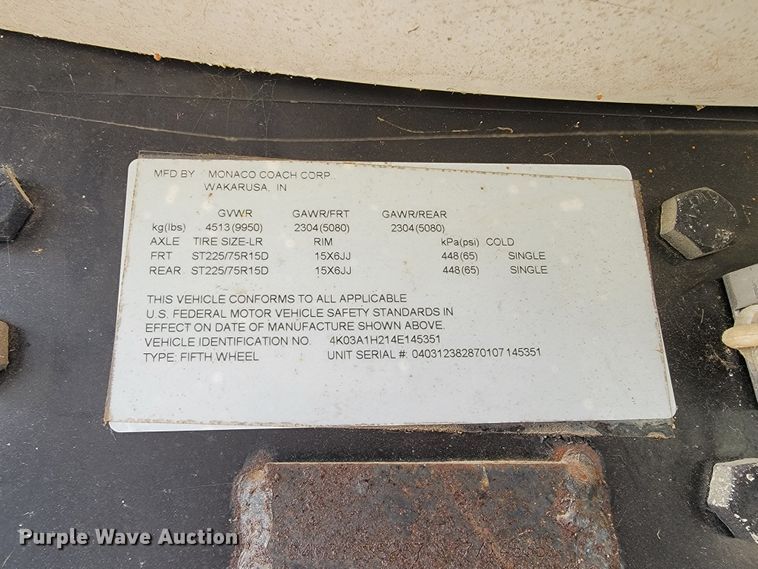 MFD BY MONACO COACH CORP.
WAKARUSA, IN
GVWR GAWR/FRT GAWR/REAR
kg(lbs) 4513(9950) 2304(5080) 2304(5080)
AXLE TIRE SIZE-LR RIM kPa(psi) COLD
FRT ST225/75R15D 15X6JJ 448(65) SINGLE
REAR ST225/75R15D 15X6JJ 448(65) SINGLE
THIS VEHICLE CONFORMS TO ALL APPLICABLE
U.S. FEDERAL MOTOR VEHICLE SAFETY STANDARDS IN
EFFECT ON DATE OF MANUFACTURE SHOWN ABOVE.
VEHICLE IDENTIFICATION NO. 4K03A1H214E145351
TYPE: FIFTH WHEEL UNIT SERIAL #: 040312382870107145351
Purple Wave Auction®